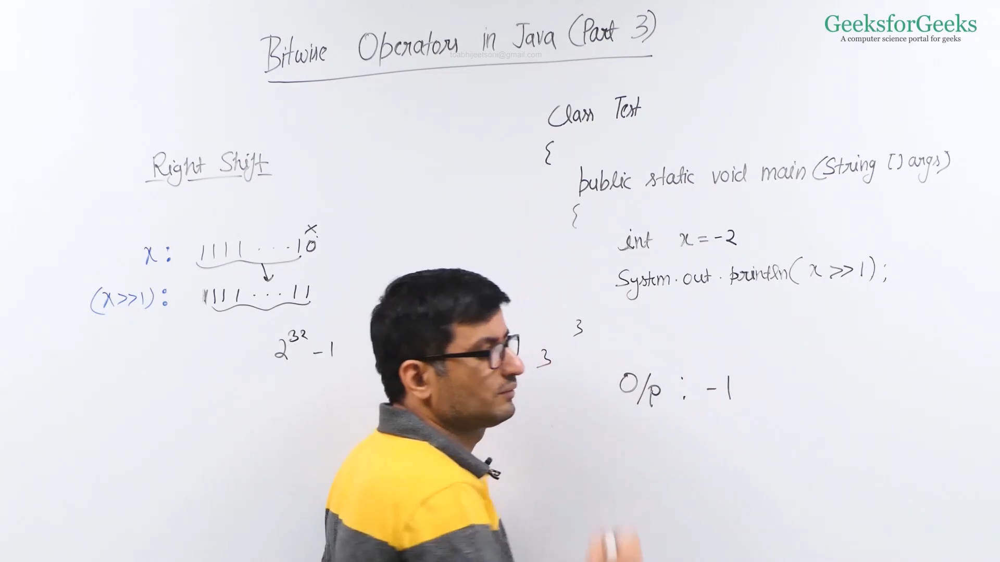 GeeksforGeeks
A computer science portal for geeks
Bitwise Operators in Java (Part 3)
toabhijeetsoni@gmail.com
Right Shift
x
x : 1111 . . . 10
(x>>1) : 1111 . . . 11
2^32 - 1
Class Test
{
public static void main (String [] args)
{
int x = -2
System.out.println( x >> 1) ;
}
}
O/p : -1